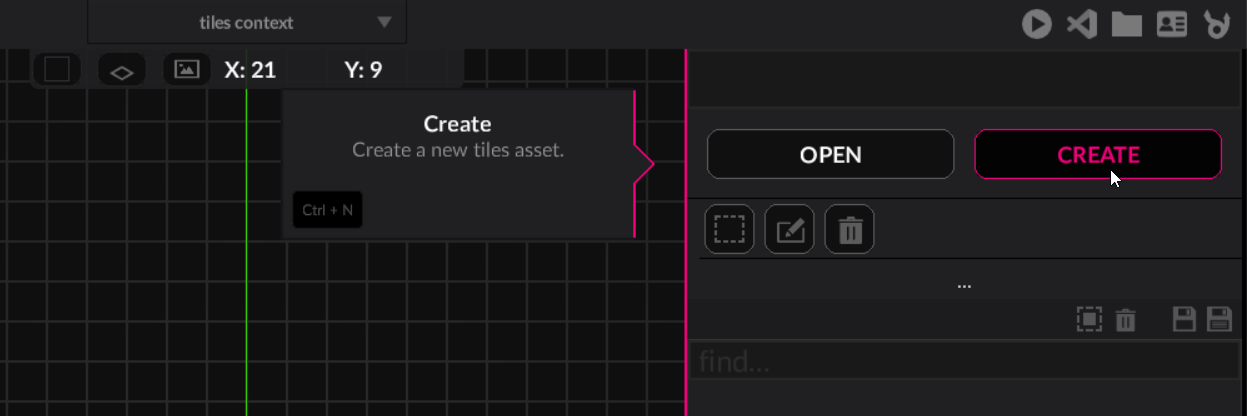 tiles context
X: 21 Y: 9
Create
Create a new tiles asset.
Ctrl + N
OPEN CREATE
...
find...